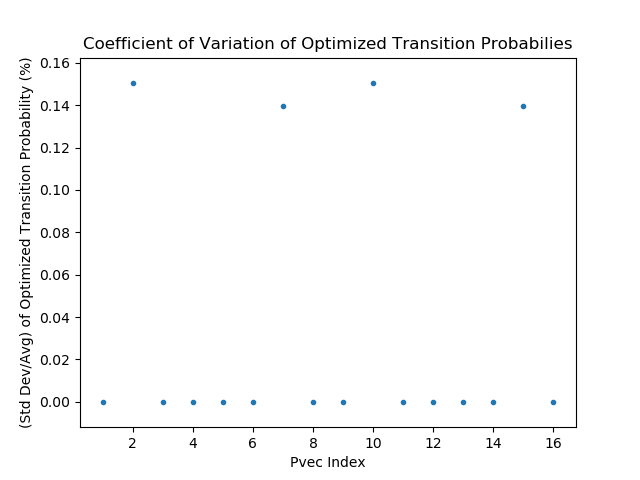 Coefficient of Variation of Optimized Transition Probabilies
(Std Dev/Avg) of Optimized Transition Probability (%)
0.16
0.14
0.12
0.10
0.08
0.06
0.04
0.02
0.00
2 4 6 8 10 12 14 16
Pvec Index